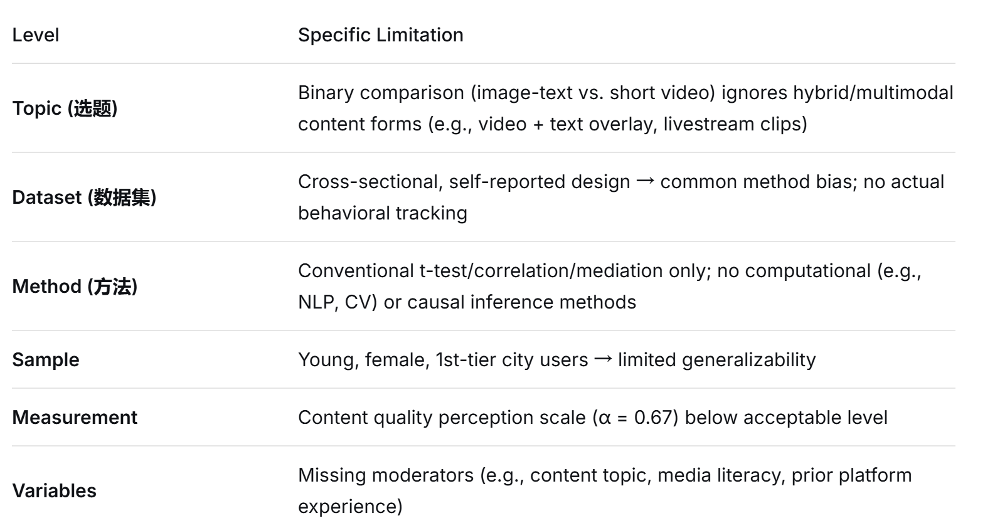 Level
Specific Limitation
Topic (选题)
Binary comparison (image-text vs. short video) ignores hybrid/multimodal
content forms (e.g., video + text overlay, livestream clips)
Dataset (数据集)
Cross-sectional, self-reported design → common method bias; no actual
behavioral tracking
Method (方法)
Conventional t-test/correlation/mediation only; no computational (e.g.,
NLP, CV) or causal inference methods
Sample
Young, female, 1st-tier city users → limited generalizability
Measurement
Content quality perception scale (α = 0.67) below acceptable level
Variables
Missing moderators (e.g., content topic, media literacy, prior platform
experience)